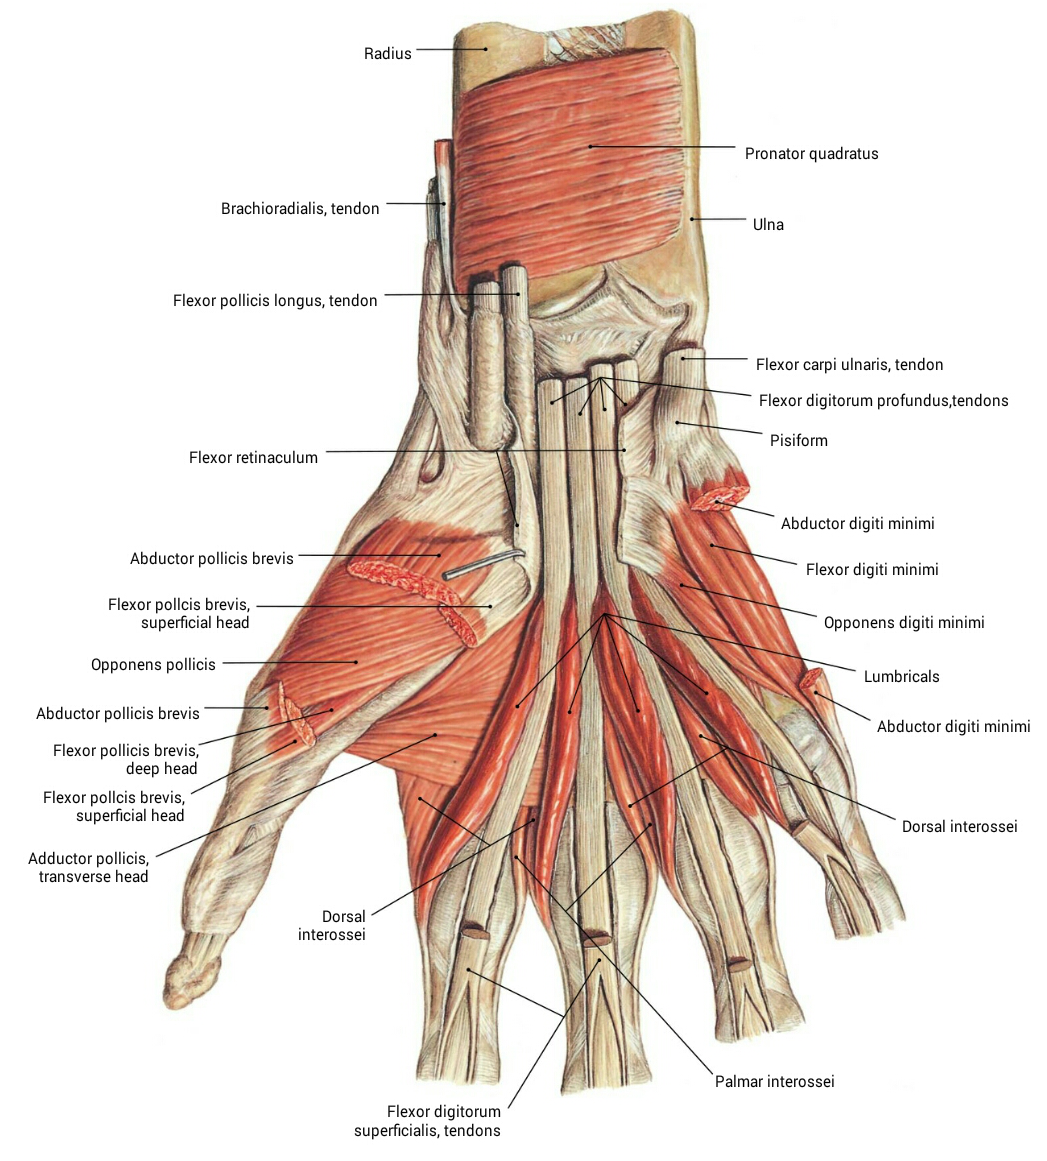 Radius
Pronator quadratus
Brachioradialis, tendon
Ulna
Flexor pollicis longus, tendon
Flexor carpi ulnaris, tendon
Flexor digitorum profundus,tendons
Pisiform
Flexor retinaculum
Abductor digiti minimi
Abductor pollicis brevis
Flexor digiti minimi
Flexor pollcis brevis,
superficial head
Opponens digiti minimi
Opponens pollicis
Lumbricals
Abductor pollicis brevis
Abductor digiti minimi
Flexor pollicis brevis,
deep head
Flexor pollcis brevis,
superficial head
Dorsal interossei
Adductor pollicis,
transverse head
Dorsal
interossei
Palmar interossei
Flexor digitorum
superficialis, tendons